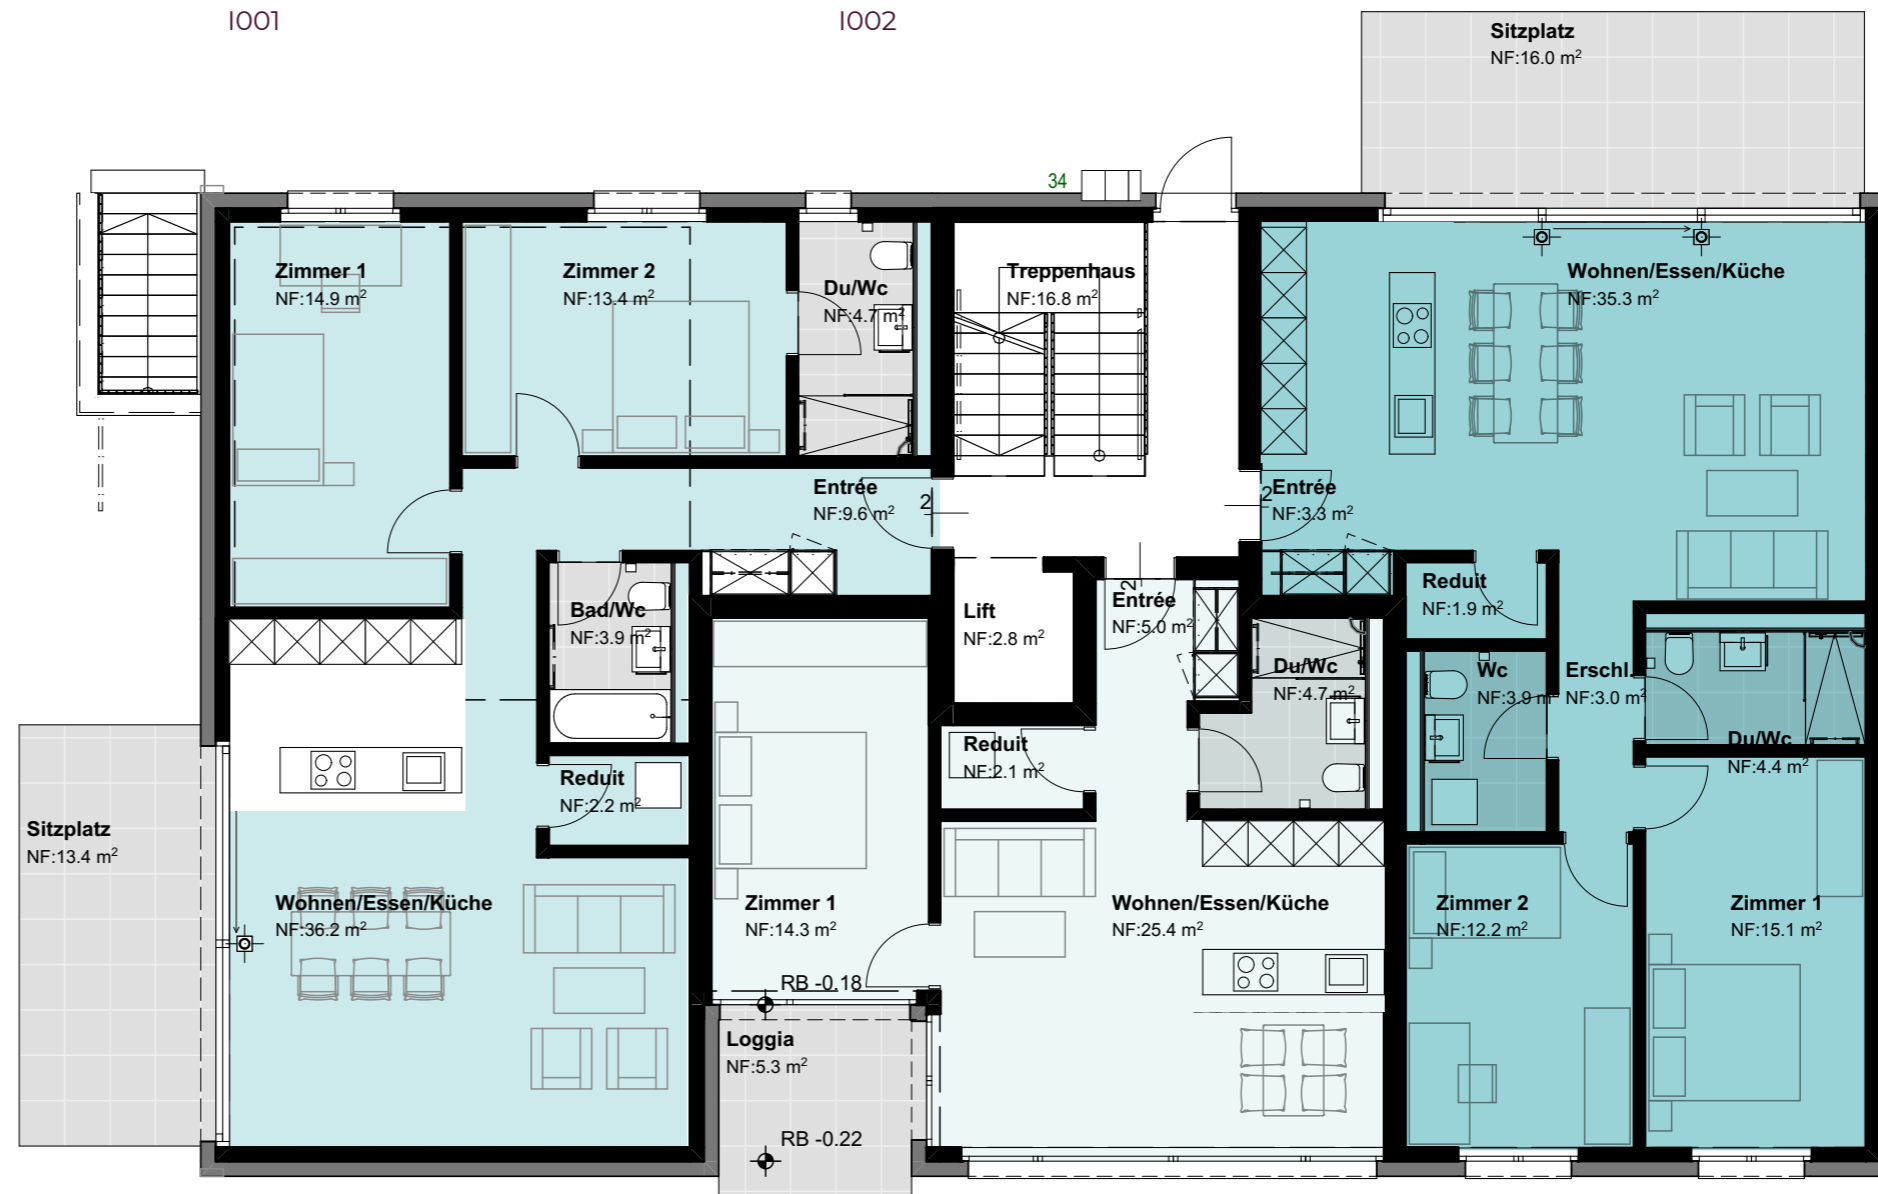 I001
I002
Sitzplatz
NF:16.0 m²
34
Zimmer 1
NF:14.9 m²
Zimmer 2
NF:13.4 m²
Du/Wc
NF:4.7 m²
Treppenhaus
NF:16.8 m²
Wohnen/Essen/Küche
NF:35.3 m²
Entrée
NF:9.6 m²
2
2
Entrée
NF:3.3 m²
Bad/Wc
NF:3.9 m²
Lift
NF:2.8 m²
2
Entrée
NF:5.0 m²
Reduit
NF:1.9 m²
Du/Wc
NF:4.7 m²
Wc
NF:3.9 m
Erschl.
NF:3.0 m²
Reduit
NF:2.2 m²
Reduit
NF:2.1 m²
Du/Wc
NF:4.4 m²
Sitzplatz
NF:13.4 m²
Wohnen/Essen/Küche
NF:36.2 m²
Zimmer 1
NF:14.3 m²
Wohnen/Essen/Küche
NF:25.4 m²
Zimmer 2
NF:12.2 m²
Zimmer 1
NF:15.1 m²
RB -0.18
Loggia
NF:5.3 m²
RB -0.22